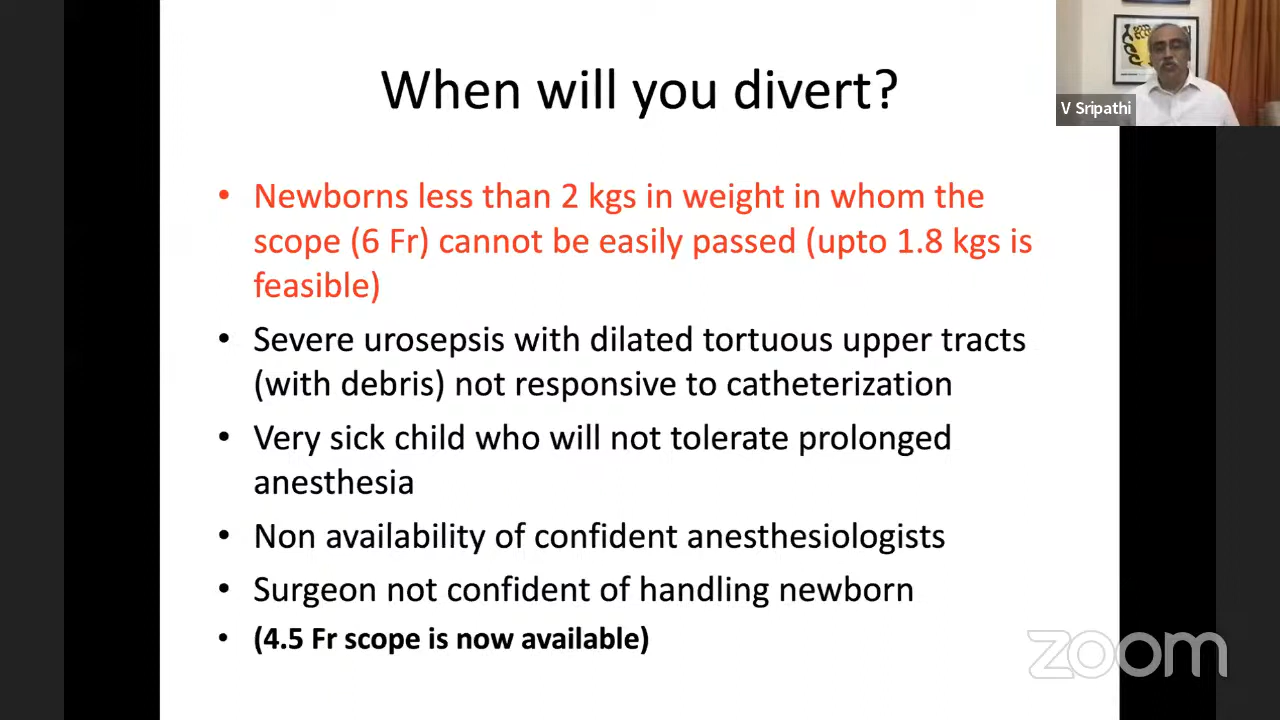 When will you divert?
V Sripathi
• Newborns less than 2 kgs in weight in whom the
scope (6 Fr) cannot be easily passed (upto 1.8 kgs is
feasible)
• Severe urosepsis with dilated tortuous upper tracts
(with debris) not responsive to catheterization
• Very sick child who will not tolerate prolonged
anesthesia
• Non availability of confident anesthesiologists
• Surgeon not confident of handling newborn
• (4.5 Fr scope is now available)
zoom